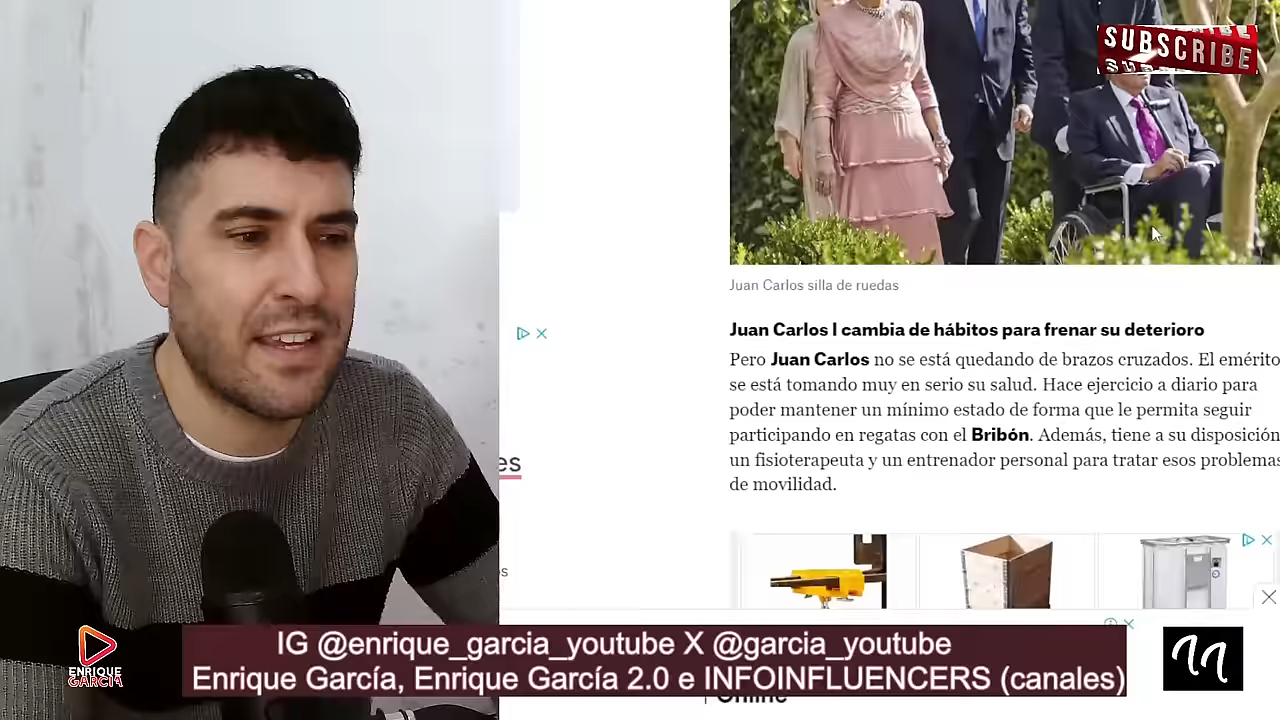 SUBSCRIBE
Juan Carlos silla de ruedas
Juan Carlos I cambia de hábitos para frenar su deterioro
Pero Juan Carlos no se está quedando de brazos cruzados. El emérito
se está tomando muy en serio su salud. Hace ejercicio a diario para
poder mantener un mínimo estado de forma que le permita seguir
participando en regatas con el Bribón. Además, tiene a su disposición
un fisioterapeuta y un entrenador personal para tratar esos problemas
de movilidad.
es
os
IG @enrique_garcia_youtube X @garcia_youtube
Enrique García, Enrique García 2.0 e INFOINFLUENCERS (canales)
ENRIQUE
GARCÍA
Online